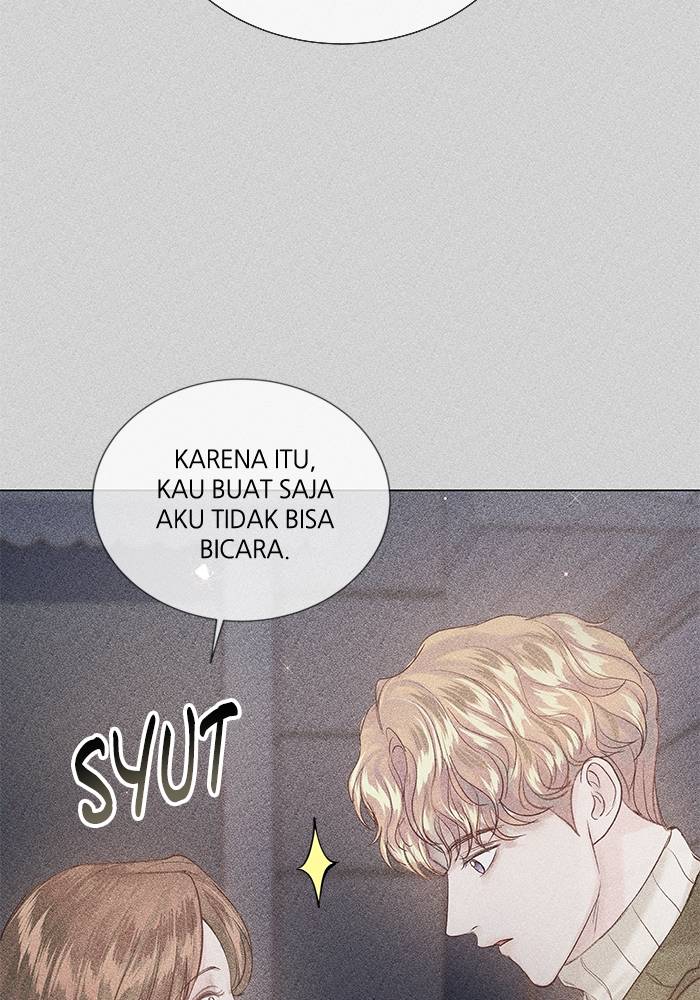 KARENA ITU,
KAU BUAT SAJA
AKU TIDAK BISA
BICARA.
SYUT